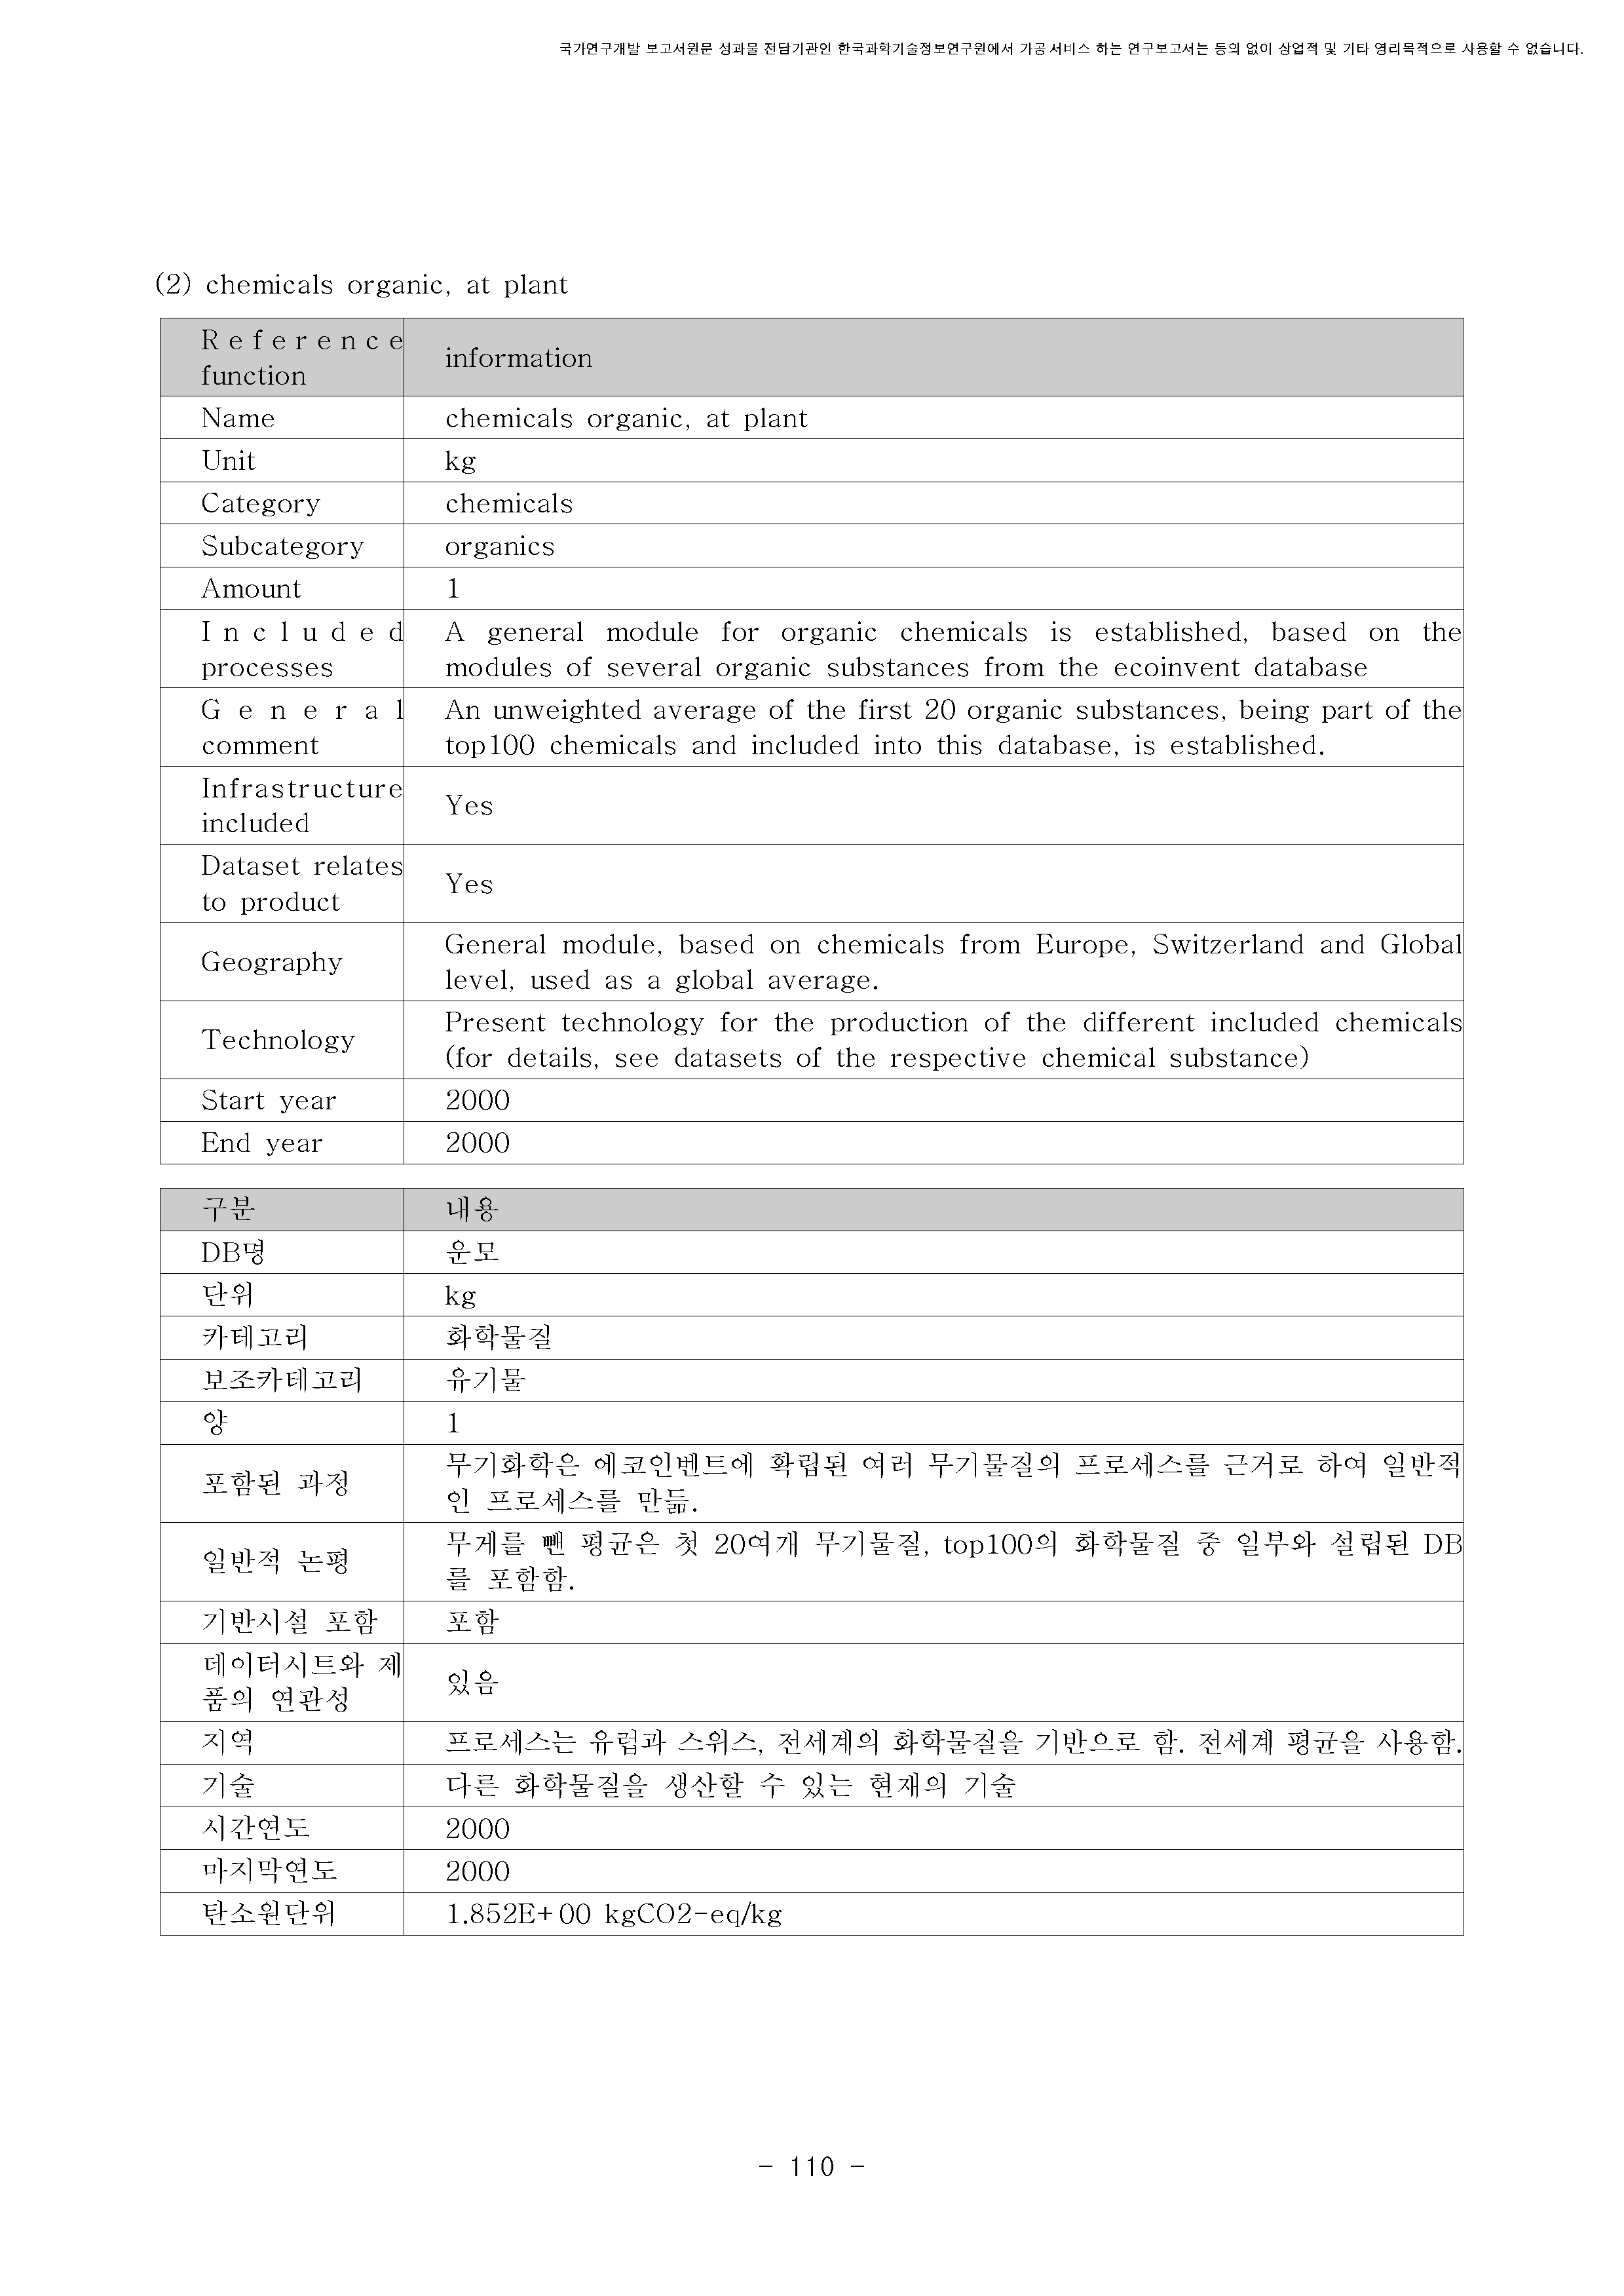 국가연구개발 보고서원문 성과물 전담기관인 한국과학기술정보연구원에서 가공·서비스 하는 연구보고서는 동의 없이 상업적 및 기타 영리목적으로 사용할 수 없습니다.
(2) chemicals organic, at plant
Reference function
information
Name
chemicals organic, at plant
Unit
kg
Category
chemicals
Subcategory
organics
Amount
1
Included
processes
A general module for organic chemicals is established, based on the
modules of several organic substances from the ecoinvent database
General
comment
An unweighted average of the first 20 organic substances, being part of the
top100 chemicals and included into this database, is established.
Infrastructure
included
Yes
Dataset relates
to product
Yes
Geography
General module, based on chemicals from Europe, Switzerland and Global
level, used as a global average.
Technology
Present technology for the production of the different included chemicals
(for details, see datasets of the respective chemical substance)
Start year
2000
End year
2000
구분
내용
DB명
운모
단위
kg
카테고리
화학물질
보조카테고리
유기물
양
1
포함된 과정
무기화학은 에코인벤트에 확립된 여러 무기물질의 프로세스를 근거로 하여 일반적
인 프로세스를 만듦.
일반적 논평
무게를 뺀 평균은 첫 20여개 무기물질, top100의 화학물질 중 일부와 설립된 DB
를 포함함.
기반시설 포함
포함
데이터시트와 제
품의 연관성
있음
지역
프로세스는 유럽과 스위스, 전세계의 화학물질을 기반으로 함. 전세계 평균을 사용함.
기술
다른 화학물질을 생산할 수 있는 현재의 기술
시간연도
2000
마지막연도
2000
탄소원단위
1.852E+00 kgCO2-eq/kg
- 110 -